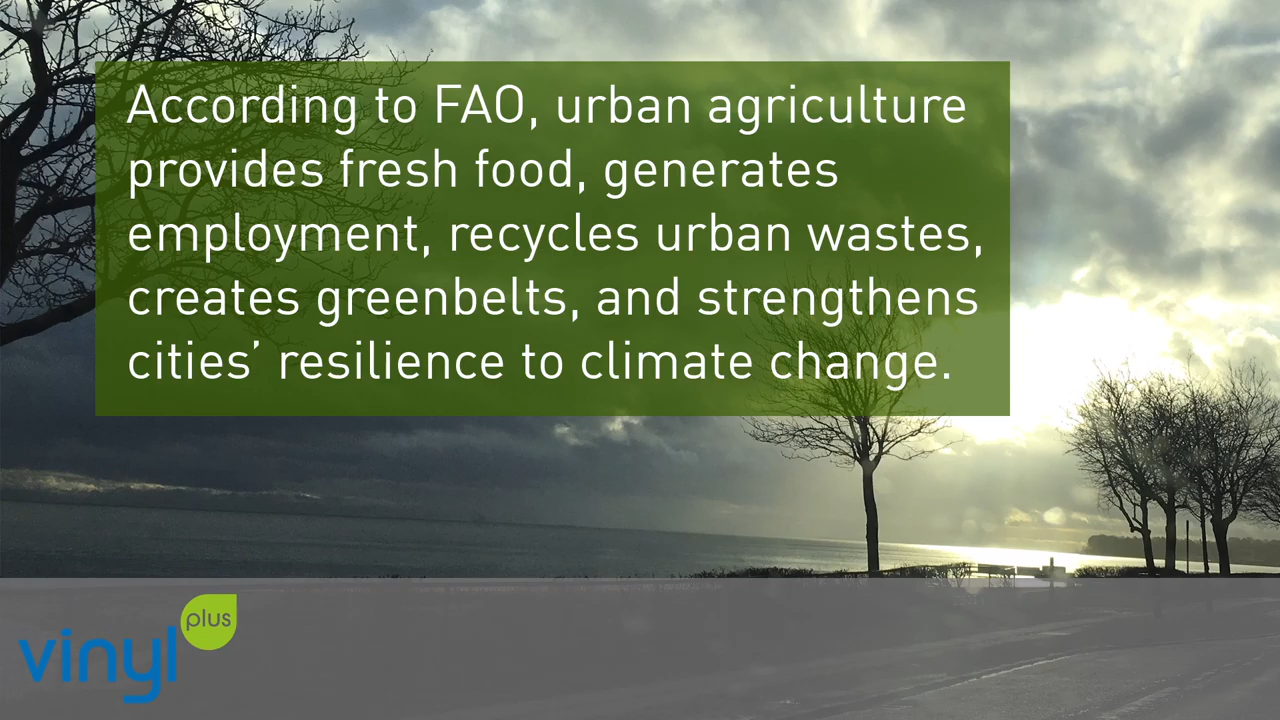 According to FAO, urban agriculture
provides fresh food, generates
employment, recycles urban wastes,
creates greenbelts, and strengthens
cities’ resilience to climate change.
vinyl plus